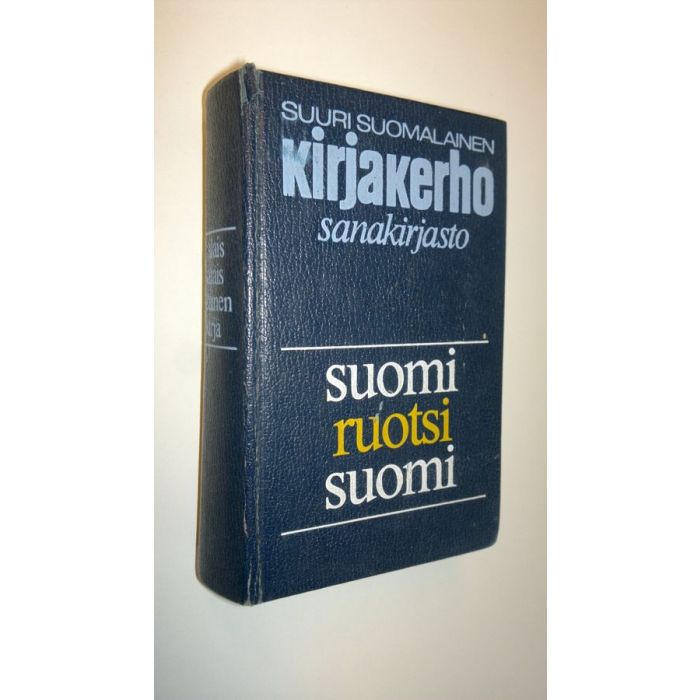 SUURI SUOMALAINEN
kirjakerho
sanakirjasto
suomi
ruotsi
suomi